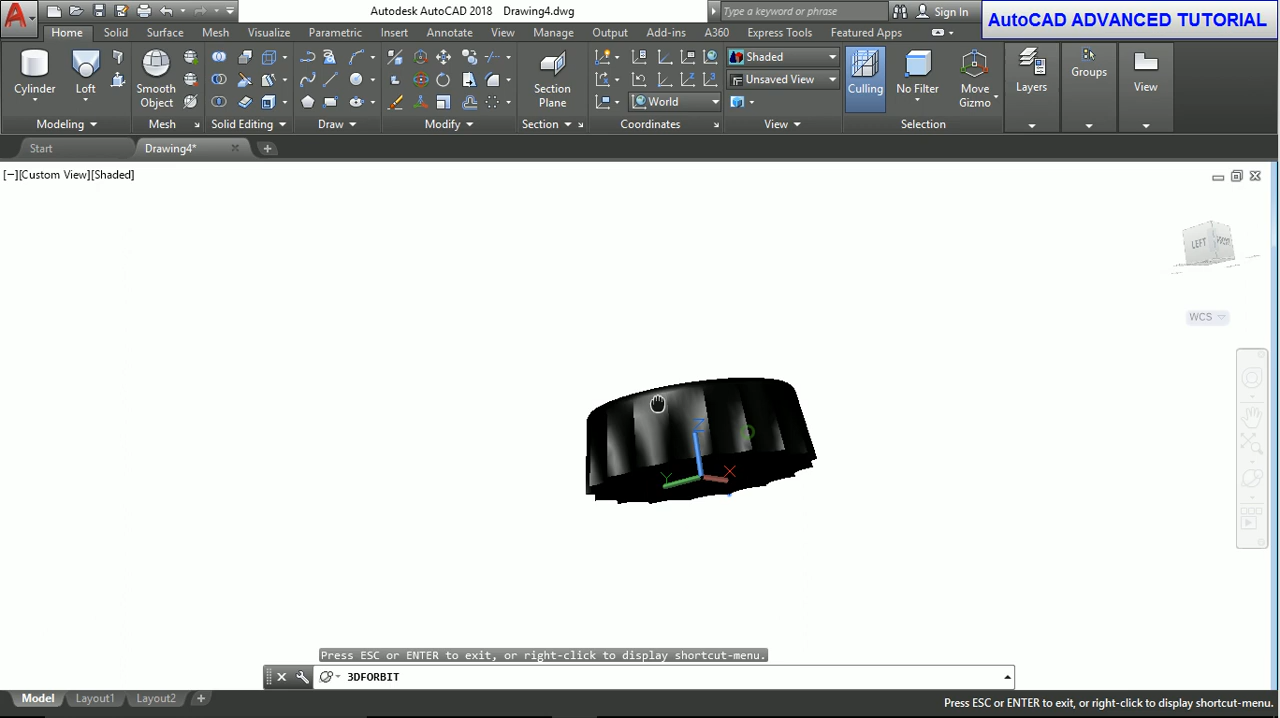 Autodesk AutoCAD 2018 Drawing4.dwg
Type a keyword or phrase
Sign In
AutoCAD ADVANCED TUTORIAL
Home Solid Surface Mesh Visualize Parametric Insert Annotate View Manage Output Add-ins A360 Express Tools Featured Apps
Cylinder
Loft
Smooth
Object
Section
Plane
Shaded
Unsaved View
World
Culling
No Filter
Move
Gizmo
Layers
Groups
View
Modeling Mesh Solid Editing Draw Modify Section Coordinates View Selection
Start
Drawing4*
[−][Custom View][Shaded]
LEFT
FRONT
WCS
Z
Y
X
Press ESC or ENTER to exit, or right-click to display shortcut-menu.
3DFORBIT
Model Layout1 Layout2
Press ESC or ENTER to exit, or right-click to display shortcut-menu.